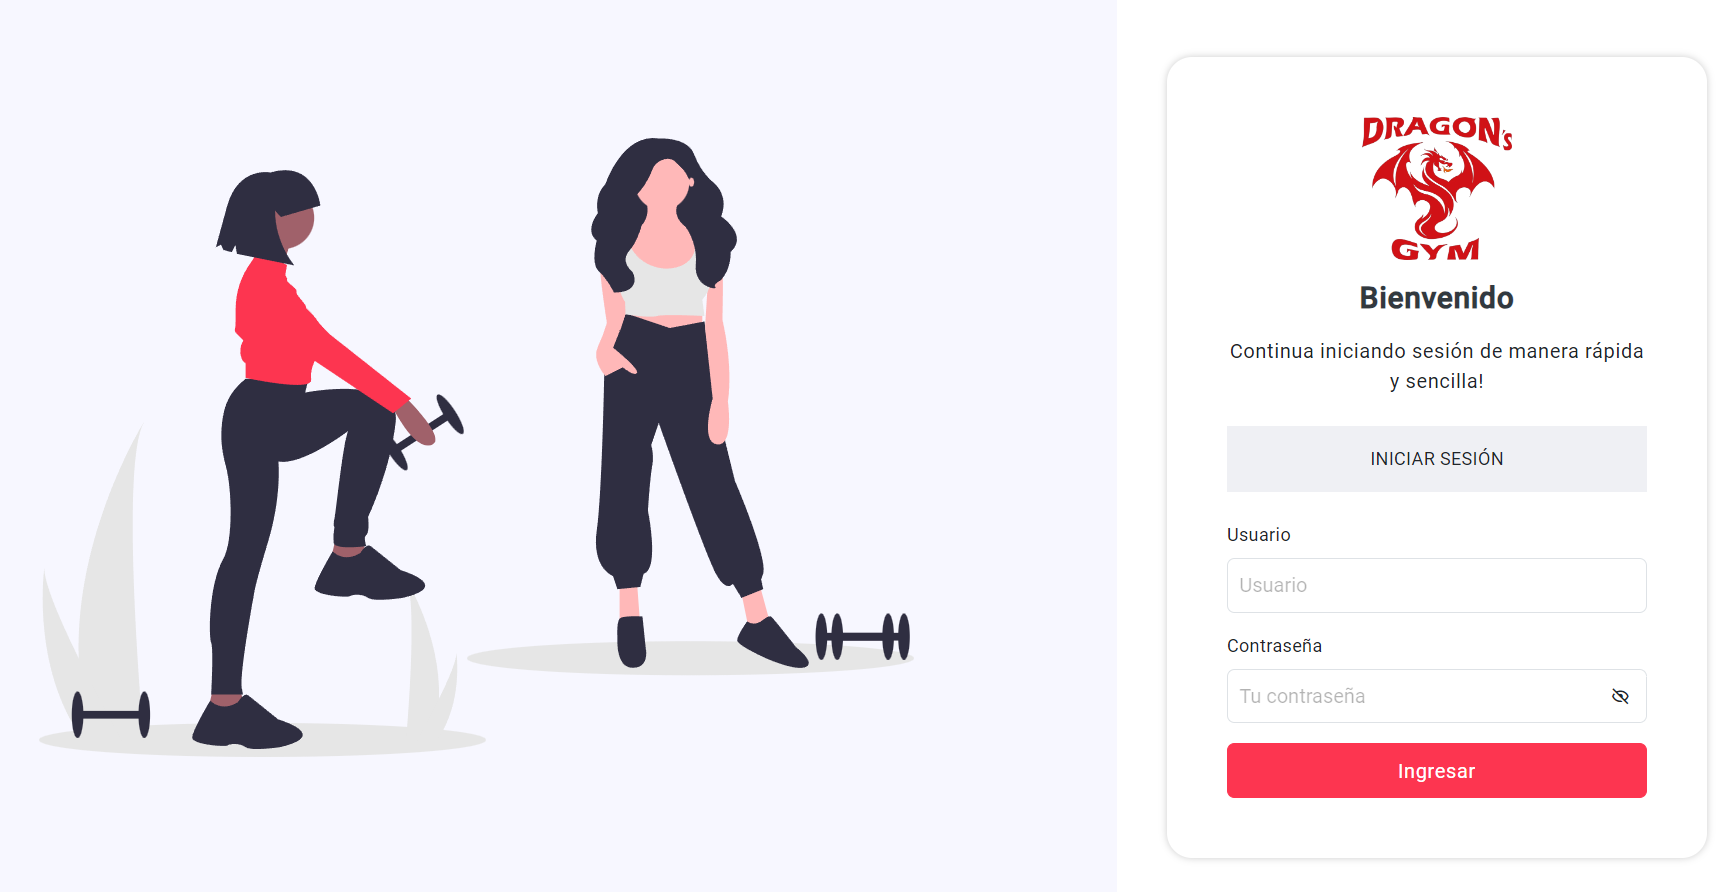 DRAGON's
GYM
Bienvenido
Continua iniciando sesión de manera rápida
y sencilla!
INICIAR SESIÓN
Usuario
Usuario
Contraseña
Tu contraseña
Ingresar